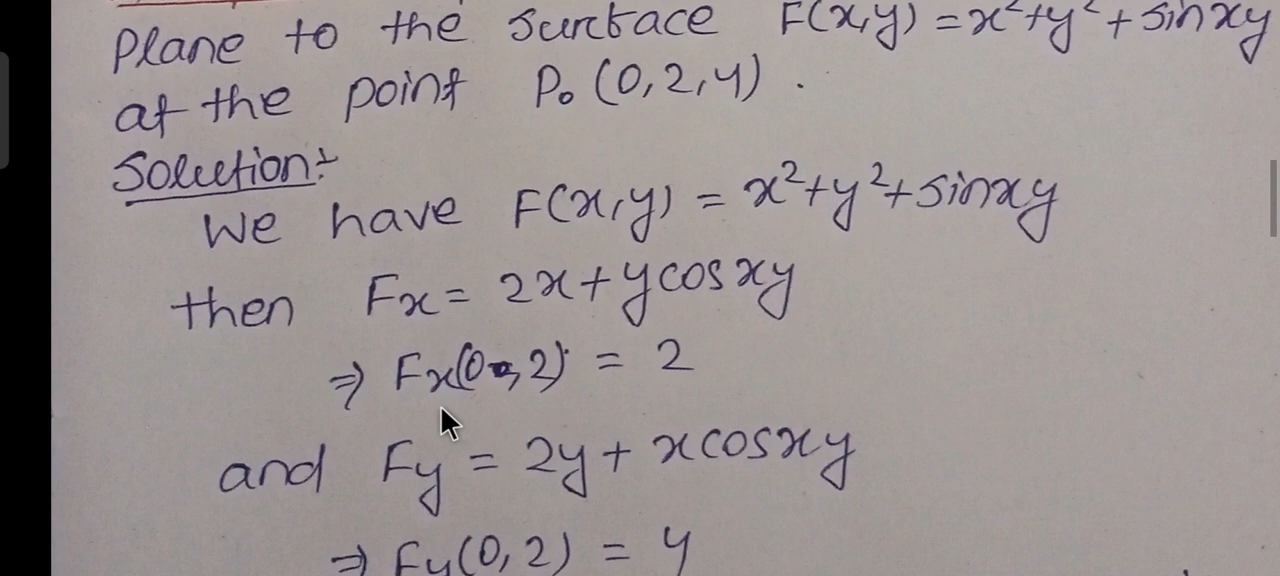 Plane to the surface F(x,y) = x²+y²+sinxy
at the point P₀ (0,2,4) .
Solution:-
We have F(x,y) = x²+y²+sinxy
then Fx = 2x+ycosxy
⇒ Fx(0,2) = 2
and Fy = 2y+xcosxy
⇒ Fy(0,2) = 4